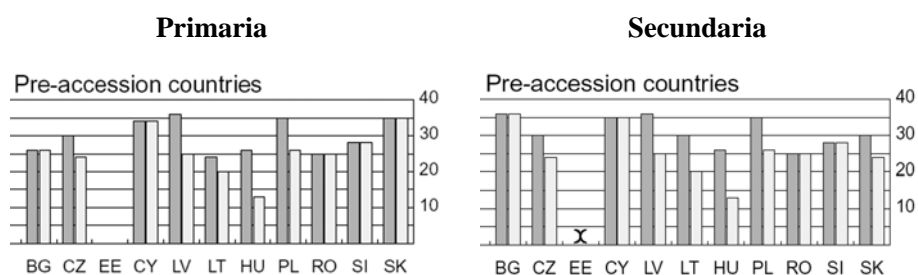 Primaria
Pre-accession countries
40
30
20
10
BG CZ EE CY LV LT HU PL RO SI SK
Secundaria
Pre-accession countries
40
30
20
10
BG CZ EE CY LV LT HU PL RO SI SK